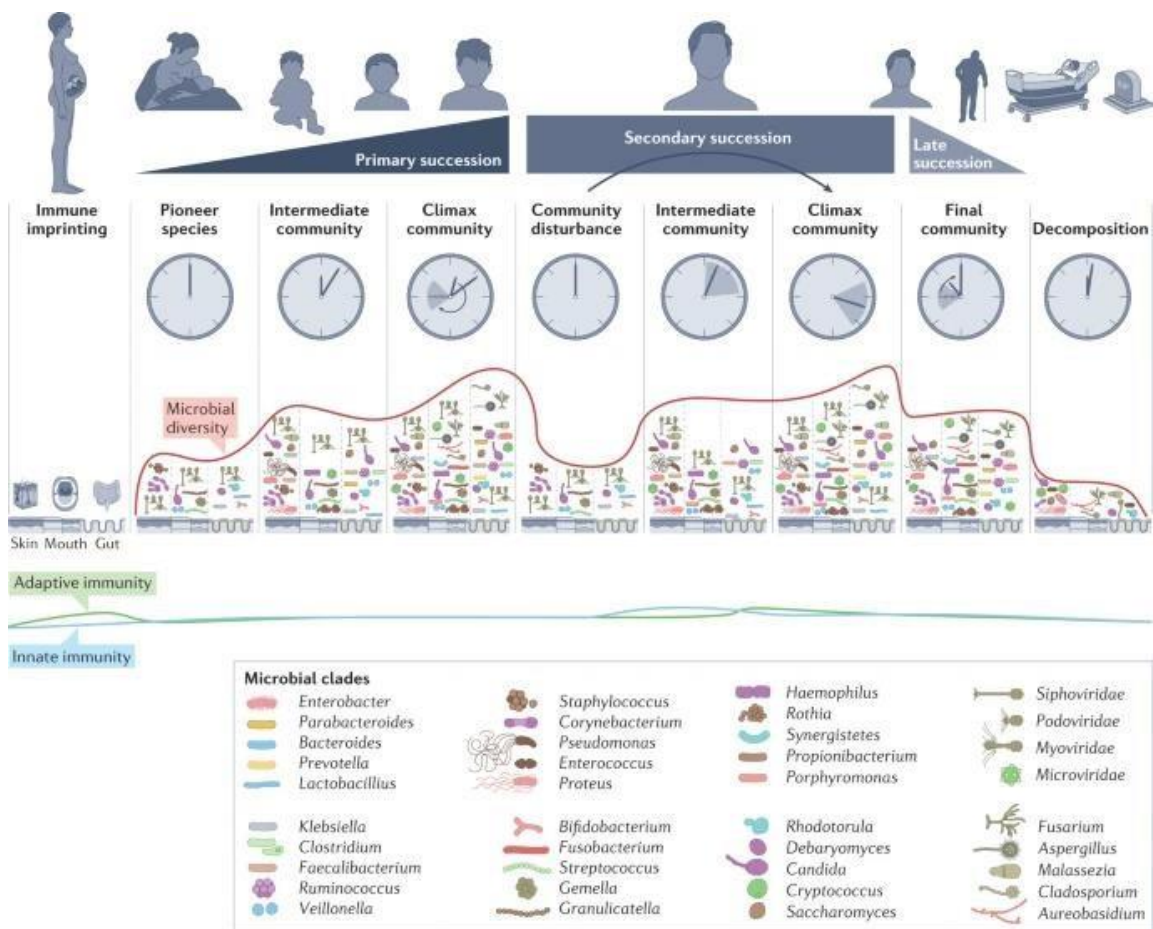 Primary succession
Secondary succession
Late
succession
Immune
imprinting
Pioneer
species
Intermediate
community
Climax
community
Community
disturbance
Intermediate
community
Climax
community
Final
community
Decomposition
Microbial
diversity
Skin Mouth Gut
Adaptive immunity
Innate immunity
Microbial clades
Enterobacter
Parabacteroides
Bacteroides
Prevotella
Lactobacillius
Klebsiella
Clostridium
Faecalibacterium
Ruminococcus
Veillonella
Staphylococcus
Corynebacterium
Pseudomonas
Enterococcus
Proteus
Bifidobacterium
Fusobacterium
Streptococcus
Gemella
Granulicatella
Haemophilus
Rothia
Synergistetes
Propionibacterium
Porphyromonas
Rhodotorula
Debaryomyces
Candida
Cryptococcus
Saccharomyces
Siphoviridae
Podoviridae
Myoviridae
Microviridae
Fusarium
Aspergillus
Malassezia
Cladosporium
Aureobasidium